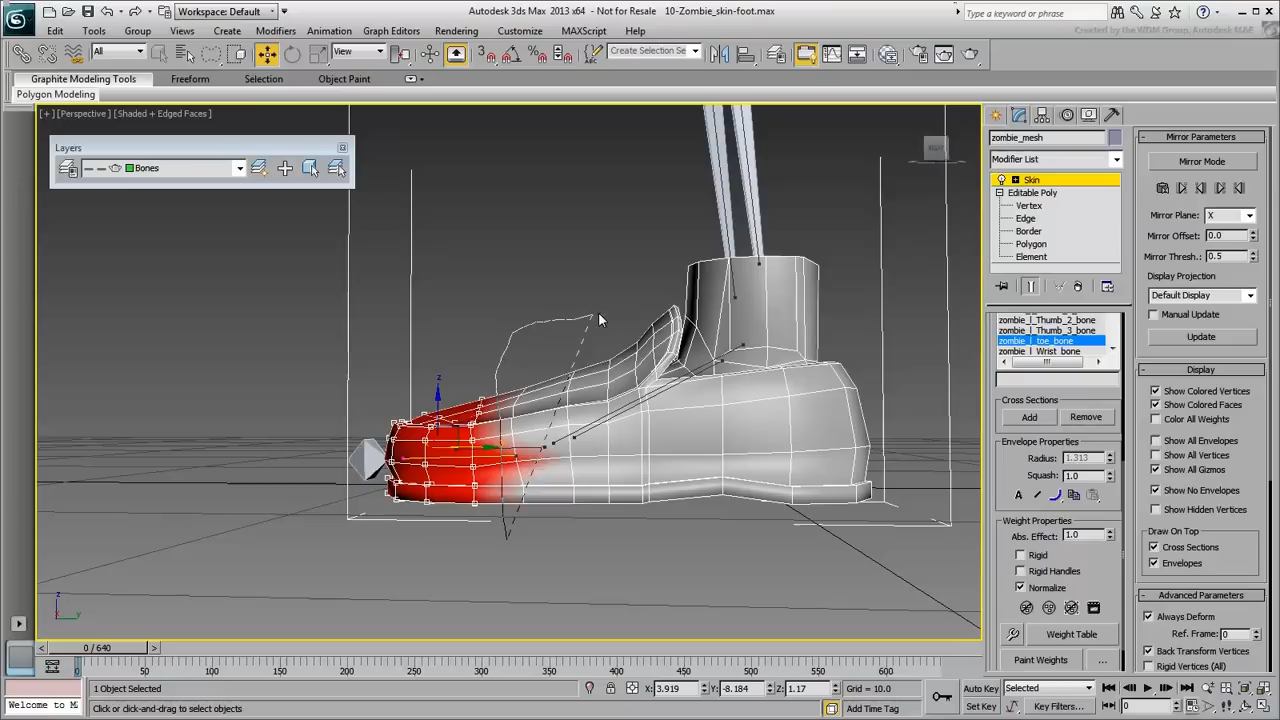 Workspace: Default
Autodesk 3ds Max 2013 x64 - Not for Resale 10-Zombie_skin-foot.max
Type a keyword or phrase
Edit Tools Group Views Create Modifiers Animation Graph Editors Rendering Customize MAXScript Help
Created by the WDM Group, Autodesk M&E
All
View
Create Selection Se
Graphite Modeling Tools Freeform Selection Object Paint
Polygon Modeling
[ + ] [Perspective ] [Shaded + Edged Faces ]
Layers
Bones
RIGHT
z
z
x
y
zombie_mesh
Modifier List
Skin
Editable Poly
Vertex
Edge
Border
Polygon
Element
zombie_l_Thumb_2_bone
zombie_l_Thumb_3_bone
zombie_l_toe_bone
zombie_l_Wrist_bone
Cross Sections
Add Remove
Envelope Properties
Radius: 1.313
Squash: 1.0
Weight Properties
Abs. Effect: 1.0
Rigid
Rigid Handles
Normalize
Weight Table
Paint Weights ...
Mirror Parameters
Mirror Mode
Mirror Plane: X
Mirror Offset: 0.0
Mirror Thresh.: 0.5
Display Projection
Default Display
Manual Update
Update
Display
Show Colored Vertices
Show Colored Faces
Color All Weights
Show All Envelopes
Show All Vertices
Show All Gizmos
Show No Envelopes
Show Hidden Vertices
Draw On Top
Cross Sections
Envelopes
Advanced Parameters
Always Deform
Ref. Frame: 0
Back Transform Vertices
Rigid Vertices (All)
0 / 640
0 50 100 150 200 250 300 350 400 450 500 550 600
1 Object Selected
X: 3.919 Y: -8.184 Z: 1.17 Grid = 10.0
Auto Key Selected
Welcome to M
Click or click-and-drag to select objects
Add Time Tag
Set Key Key Filters... 0